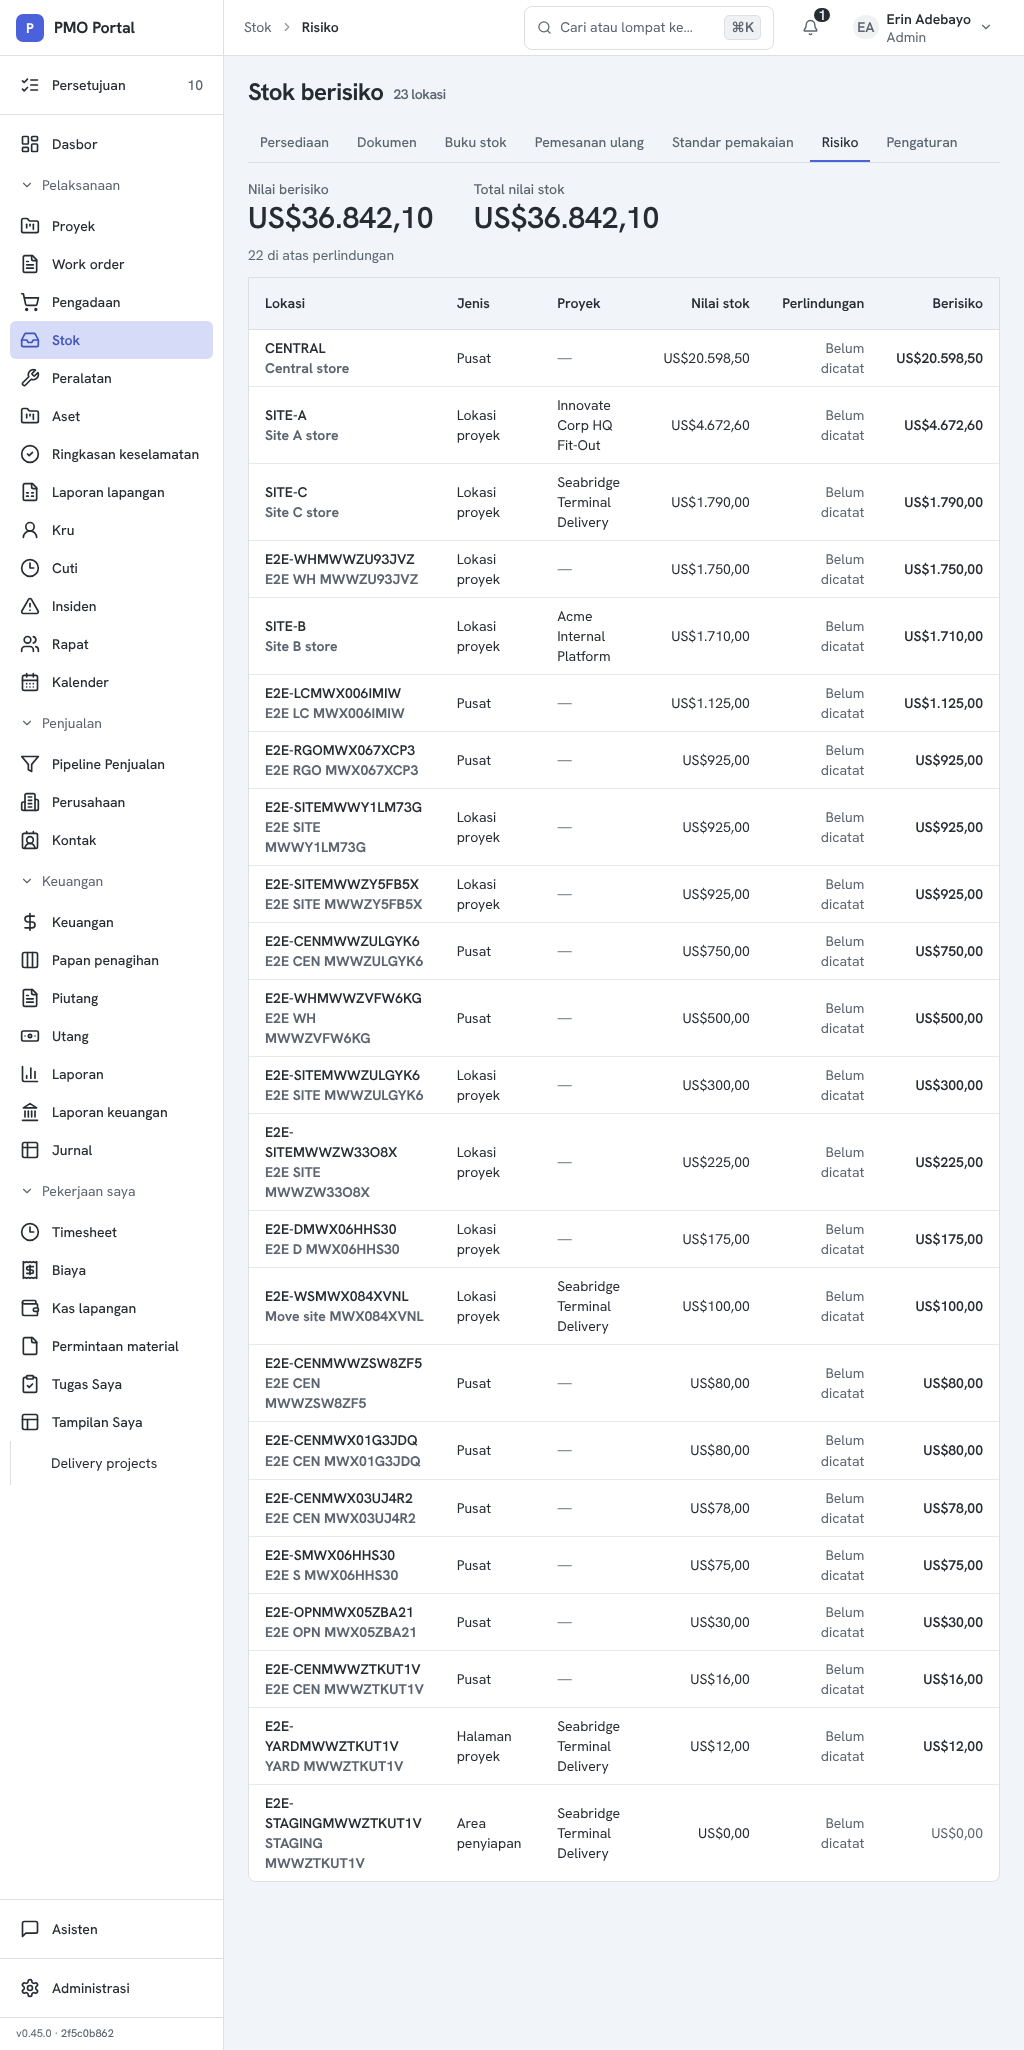 P PMO Portal
Stok > Risiko
Cari atau lompat ke... ⌘K
1
EA
Erin Adebayo
Admin
Persetujuan 10
Dasbor
Pelaksanaan
Proyek
Work order
Pengadaan
Stok
Peralatan
Aset
Ringkasan keselamatan
Laporan lapangan
Kru
Cuti
Insiden
Rapat
Kalender
Penjualan
Pipeline Penjualan
Perusahaan
Kontak
Keuangan
Keuangan
Papan penagihan
Piutang
Utang
Laporan
Laporan keuangan
Jurnal
Pekerjaan saya
Timesheet
Biaya
Kas lapangan
Permintaan material
Tugas Saya
Tampilan Saya
Delivery projects
Asisten
Administrasi
v0.45.0 · 2f5c0b862
Stok berisiko 23 lokasi
Persediaan Dokumen Buku stok Pemesanan ulang Standar pemakaian Risiko Pengaturan
Nilai berisiko Total nilai stok
US$36.842,10 US$36.842,10
22 di atas perlindungan
Lokasi Jenis Proyek Nilai stok Perlindungan Berisiko
CENTRAL
Central store
Pusat
—
US$20.598,50
Belum
dicatat
US$20.598,50
SITE-A
Site A store
Lokasi
proyek
Innovate
Corp HQ
Fit-Out
US$4.672,60
Belum
dicatat
US$4.672,60
SITE-C
Site C store
Lokasi
proyek
Seabridge
Terminal
Delivery
US$1.790,00
Belum
dicatat
US$1.790,00
E2E-WHMWWZU93JVZ
E2E WH MWWZU93JVZ
Lokasi
proyek
—
US$1.750,00
Belum
dicatat
US$1.750,00
SITE-B
Site B store
Lokasi
proyek
Acme
Internal
Platform
US$1.710,00
Belum
dicatat
US$1.710,00
E2E-LCMWX006IMIW
E2E LC MWX006IMIW
Pusat
—
US$1.125,00
Belum
dicatat
US$1.125,00
E2E-RGOMWX067XCP3
E2E RGO MWX067XCP3
Pusat
—
US$925,00
Belum
dicatat
US$925,00
E2E-SITEMWWY1LM73G
E2E SITE
MWWY1LM73G
Lokasi
proyek
—
US$925,00
Belum
dicatat
US$925,00
E2E-SITEMWWZY5FB5X
E2E SITE MWWZY5FB5X
Lokasi
proyek
—
US$925,00
Belum
dicatat
US$925,00
E2E-CENMWWZULGYK6
E2E CEN MWWZULGYK6
Pusat
—
US$750,00
Belum
dicatat
US$750,00
E2E-WHMWWZVFW6KG
E2E WH
MWWZVFW6KG
Pusat
—
US$500,00
Belum
dicatat
US$500,00
E2E-SITEMWWZULGYK6
E2E SITE MWWZULGYK6
Lokasi
proyek
—
US$300,00
Belum
dicatat
US$300,00
E2E-
SITEMWWZW33O8X
E2E SITE
MWWZW33O8X
Lokasi
proyek
—
US$225,00
Belum
dicatat
US$225,00
E2E-DMWX06HHS30
E2E D MWX06HHS30
Lokasi
proyek
—
US$175,00
Belum
dicatat
US$175,00
E2E-WSMWX084XVNL
Move site MWX084XVNL
Lokasi
proyek
Seabridge
Terminal
Delivery
US$100,00
Belum
dicatat
US$100,00
E2E-CENMWWZSW8ZF5
E2E CEN
MWWZSW8ZF5
Pusat
—
US$80,00
Belum
dicatat
US$80,00
E2E-CENMWX01G3JDQ
E2E CEN MWX01G3JDQ
Pusat
—
US$80,00
Belum
dicatat
US$80,00
E2E-CENMWX03UJ4R2
E2E CEN MWX03UJ4R2
Pusat
—
US$78,00
Belum
dicatat
US$78,00
E2E-SMWX06HHS30
E2E S MWX06HHS30
Pusat
—
US$75,00
Belum
dicatat
US$75,00
E2E-OPNMWX05ZBA21
E2E OPN MWX05ZBA21
Pusat
—
US$30,00
Belum
dicatat
US$30,00
E2E-CENMWWZTKUT1V
E2E CEN MWWZTKUT1V
Pusat
—
US$16,00
Belum
dicatat
US$16,00
E2E-
YARDMWWZTKUT1V
YARD MWWZTKUT1V
Halaman
proyek
Seabridge
Terminal
Delivery
US$12,00
Belum
dicatat
US$12,00
E2E-
STAGINGMWWZTKUT1V
STAGING
MWWZTKUT1V
Area
penyiapan
Seabridge
Terminal
Delivery
US$0,00
Belum
dicatat
US$0,00